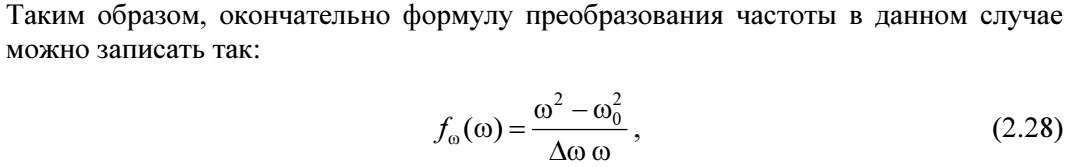 Таким образом, окончательно формулу преобразования частоты в данном случае
можно записать так:
f_ω(ω) = (ω² − ω₀²) / (Δω ω), (2.28)